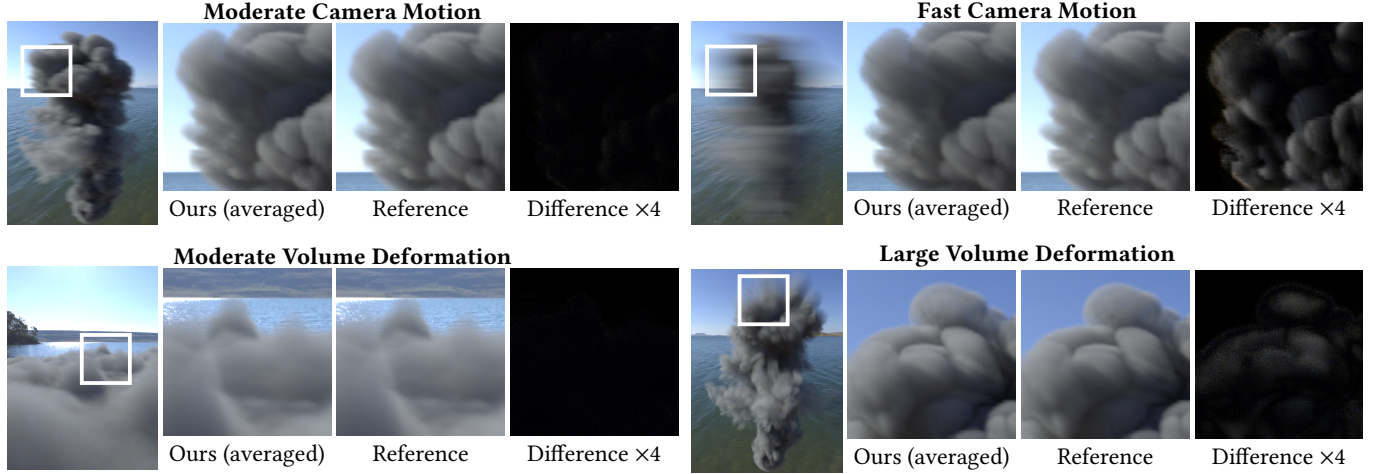 Moderate Camera Motion
Fast Camera Motion
Ours (averaged)
Reference
Difference ×4
Ours (averaged)
Reference
Difference ×4
Moderate Volume Deformation
Large Volume Deformation
Ours (averaged)
Reference
Difference ×4
Ours (averaged)
Reference
Difference ×4